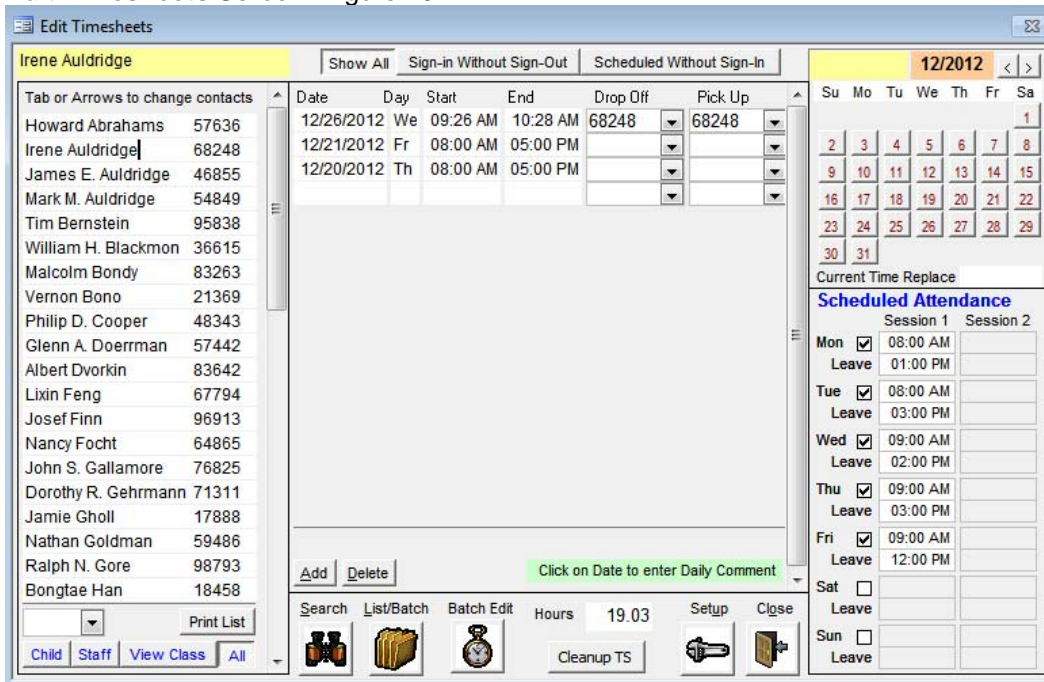 Edit Timesheets
Irene Auldridge
Show All Sign-in Without Sign-Out Scheduled Without Sign-In
Tab or Arrows to change contacts
Howard Abrahams 57636
Irene Auldridge 68248
James E. Auldridge 46855
Mark M. Auldridge 54849
Tim Bernstein 95838
William H. Blackmon 36615
Malcolm Bondy 83263
Vernon Bono 21369
Philip D. Cooper 48343
Glenn A. Doerrman 57442
Albert Dvorkin 83642
Lixin Feng 67794
Josef Finn 96913
Nancy Focht 64865
John S. Gallamore 76825
Dorothy R. Gehrmann 71311
Jamie Gholl 17888
Nathan Goldman 59486
Ralph N. Gore 98793
Bongtae Han 18458
Print List
Child Staff View Class All
Date Day Start End Drop Off Pick Up
12/26/2012 We 09:26 AM 10:28 AM 68248 68248
12/21/2012 Fr 08:00 AM 05:00 PM
12/20/2012 Th 08:00 AM 05:00 PM
Add Delete Click on Date to enter Daily Comment
Search List/Batch Batch Edit Hours 19.03 Setup Close
Cleanup TS
12/2012 < >
Su Mo Tu We Th Fr Sa
1
2 3 4 5 6 7 8
9 10 11 12 13 14 15
16 17 18 19 20 21 22
23 24 25 26 27 28 29
30 31
Current Time Replace
Scheduled Attendance
Session 1 Session 2
Mon 08:00 AM
Leave 01:00 PM
Tue 08:00 AM
Leave 03:00 PM
Wed 09:00 AM
Leave 02:00 PM
Thu 09:00 AM
Leave 03:00 PM
Fri 09:00 AM
Leave 12:00 PM
Sat
Leave
Sun
Leave